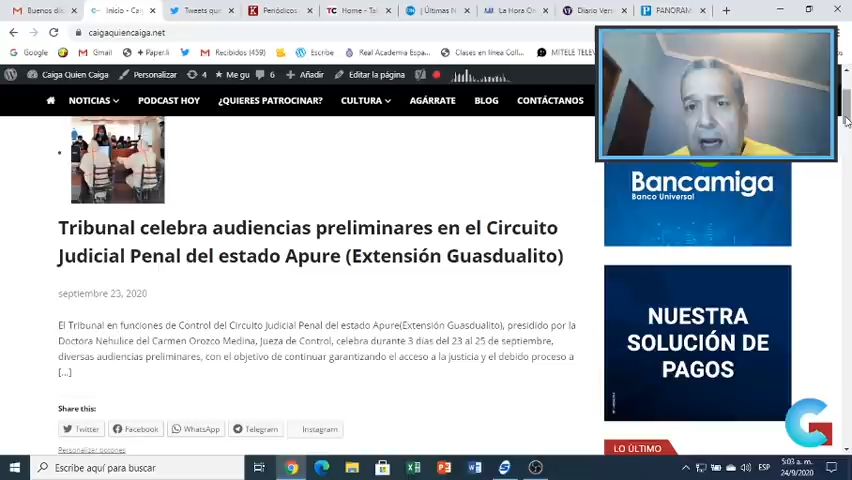 Buenos día
Inicio - Ca
Tweets que
Periódicos
Home - Tal
| Últimas N
La Hora On
Diario Vers
PANORAM
caigaquiencaiga.net
Google
Gmail
+ Paper.li
Recibidos (459)
Escribe
Real Academia Espa...
Clases en línea Coll...
MITELE TELEVI
Caiga Quien Caiga
Personalizar
4
Me gu
6
Añadir
Editar la página
NOTICIAS
PODCAST HOY
¿QUIERES PATROCINAR?
CULTURA
AGÁRRATE
BLOG
CONTÁCTANOS
Bancamiga
Banco Universal
Tribunal celebra audiencias preliminares en el Circuito
Judicial Penal del estado Apure (Extensión Guasdualito)
septiembre 23, 2020
El Tribunal en funciones de Control del Circuito Judicial Penal del estado Apure(Extensión Guasdualito), presidido por la
Doctora Nehulice del Carmen Orozco Medina, Jueza de Control, celebra durante 3 días del 23 al 25 de septiembre,
diversas audiencias preliminares, con el objetivo de continuar garantizando el acceso a la justicia y el debido proceso a
[...]
NUESTRA
SOLUCIÓN DE
PAGOS
Share this:
Twitter
Facebook
WhatsApp
Telegram
Instagram
Personalizar botones
LO ÚLTIMO
Escribe aquí para buscar
ESP
5:03 a. m.
24/9/2020